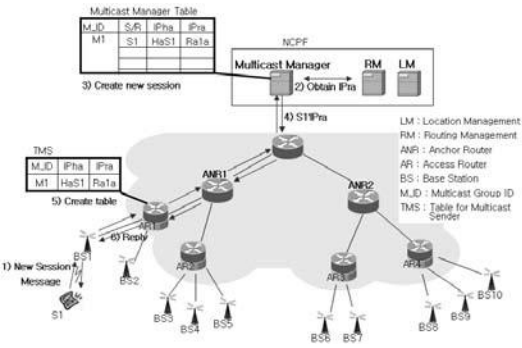 Multicast Manager Table
M_ID S/R IPha IPra
M1 S1 HaS1 Ra1a
3) Create new session
NCPF
Multicast Manager RM LM
2) Obtain IPra
4) S1'IPra
LM : Location Management
RM : Routing Management
ANR : Anchor Router
AR : Access Router
BS : Base Station
M_ID : Multicast Group ID
TMS : Table for Multicast
Sender
TMS
M_ID IPha IPra
M1 HaS1 Ra1a
5) Create table
ANR1
ANR2
AR1
6) Reply
BS1
1) New Session
Message
S1
BS2
AR2
BS3
BS4
BS5
AR3
BS6
BS7
AR4
BS8
BS9
BS10